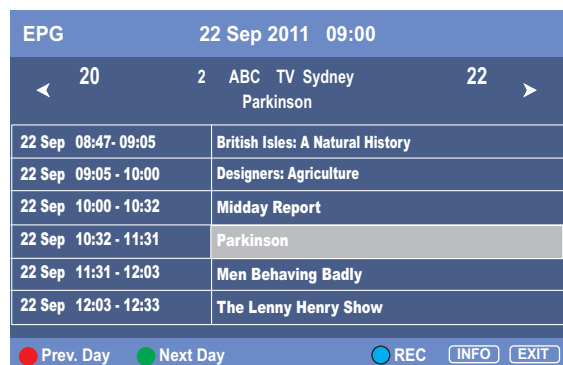 EPG 22 Sep 2011 09:00
20 2 ABC TV Sydney 22
Parkinson
22 Sep 08:47- 09:05 British Isles: A Natural History
22 Sep 09:05 - 10:00 Designers: Agriculture
22 Sep 10:00 - 10:32 Midday Report
22 Sep 10:32 - 11:31 Parkinson
22 Sep 11:31 - 12:03 Men Behaving Badly
22 Sep 12:03 - 12:33 The Lenny Henry Show
Prev. Day Next Day REC INFO EXIT